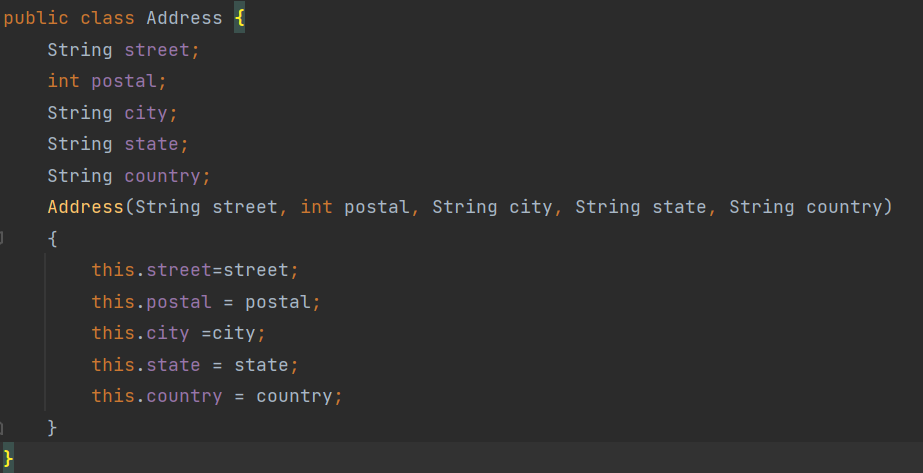 public class Address {
    String street;
    int postal;
    String city;
    String state;
    String country;
    Address(String street, int postal, String city, String state, String country)
    {
        this.street=street;
        this.postal = postal;
        this.city =city;
        this.state = state;
        this.country = country;
    }
}